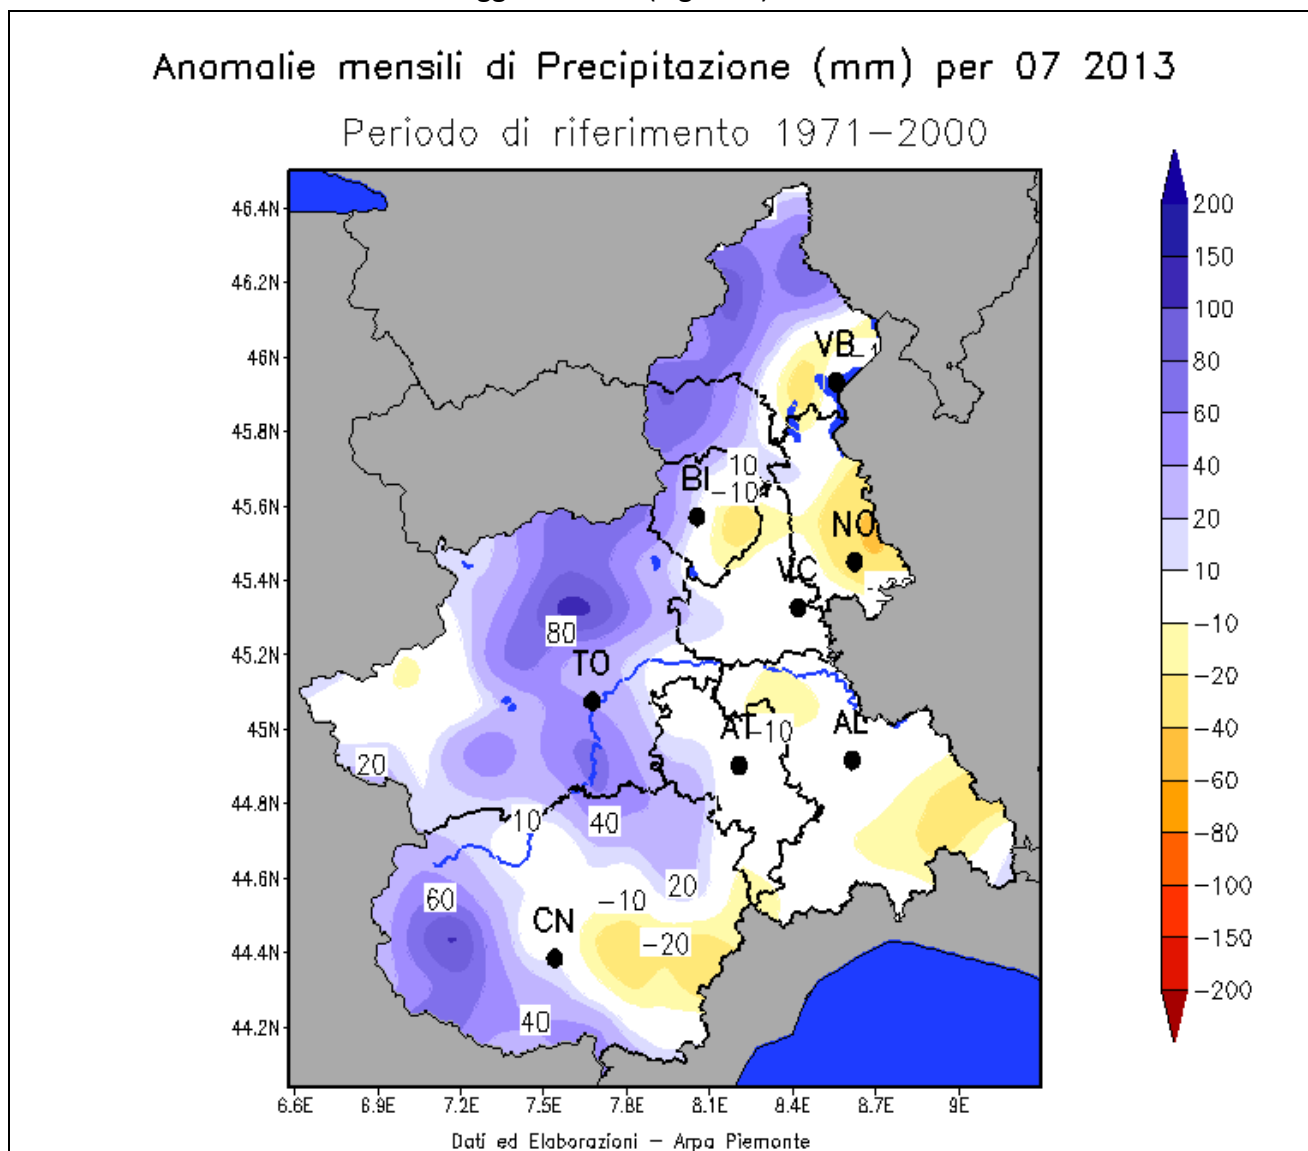 Anomalie mensili di Precipitazione (mm) per 07 2013
Periodo di riferimento 1971-2000
46.4N
46.2N
46N
45.8N
45.6N
45.4N
45.2N
45N
44.8N
44.6N
44.4N
44.2N
VB
10
BI
-10
NO
VC
80
TO
AT
-10
AL
20
10
40
20
60
-10
CN
-20
40
200
150
100
80
60
40
20
10
-10
-20
-40
-60
-80
-100
-150
-200
6.6E 6.9E 7.2E 7.5E 7.8E 8.1E 8.4E 8.7E 9E
Dati ed Elaborazioni - Arpa Piemonte